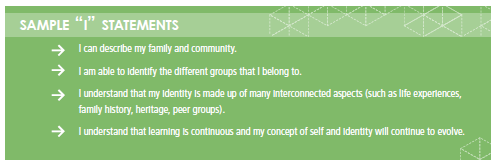 SAMPLE “I” STATEMENTS
→ I can describe my family and community.
→ I am able to identify the different groups that I belong to.
→ I understand that my identity is made up of many interconnected aspects (such as life experiences,
family history, heritage, peer groups).
→ I understand that learning is continuous and my concept of self and identity will continue to evolve.